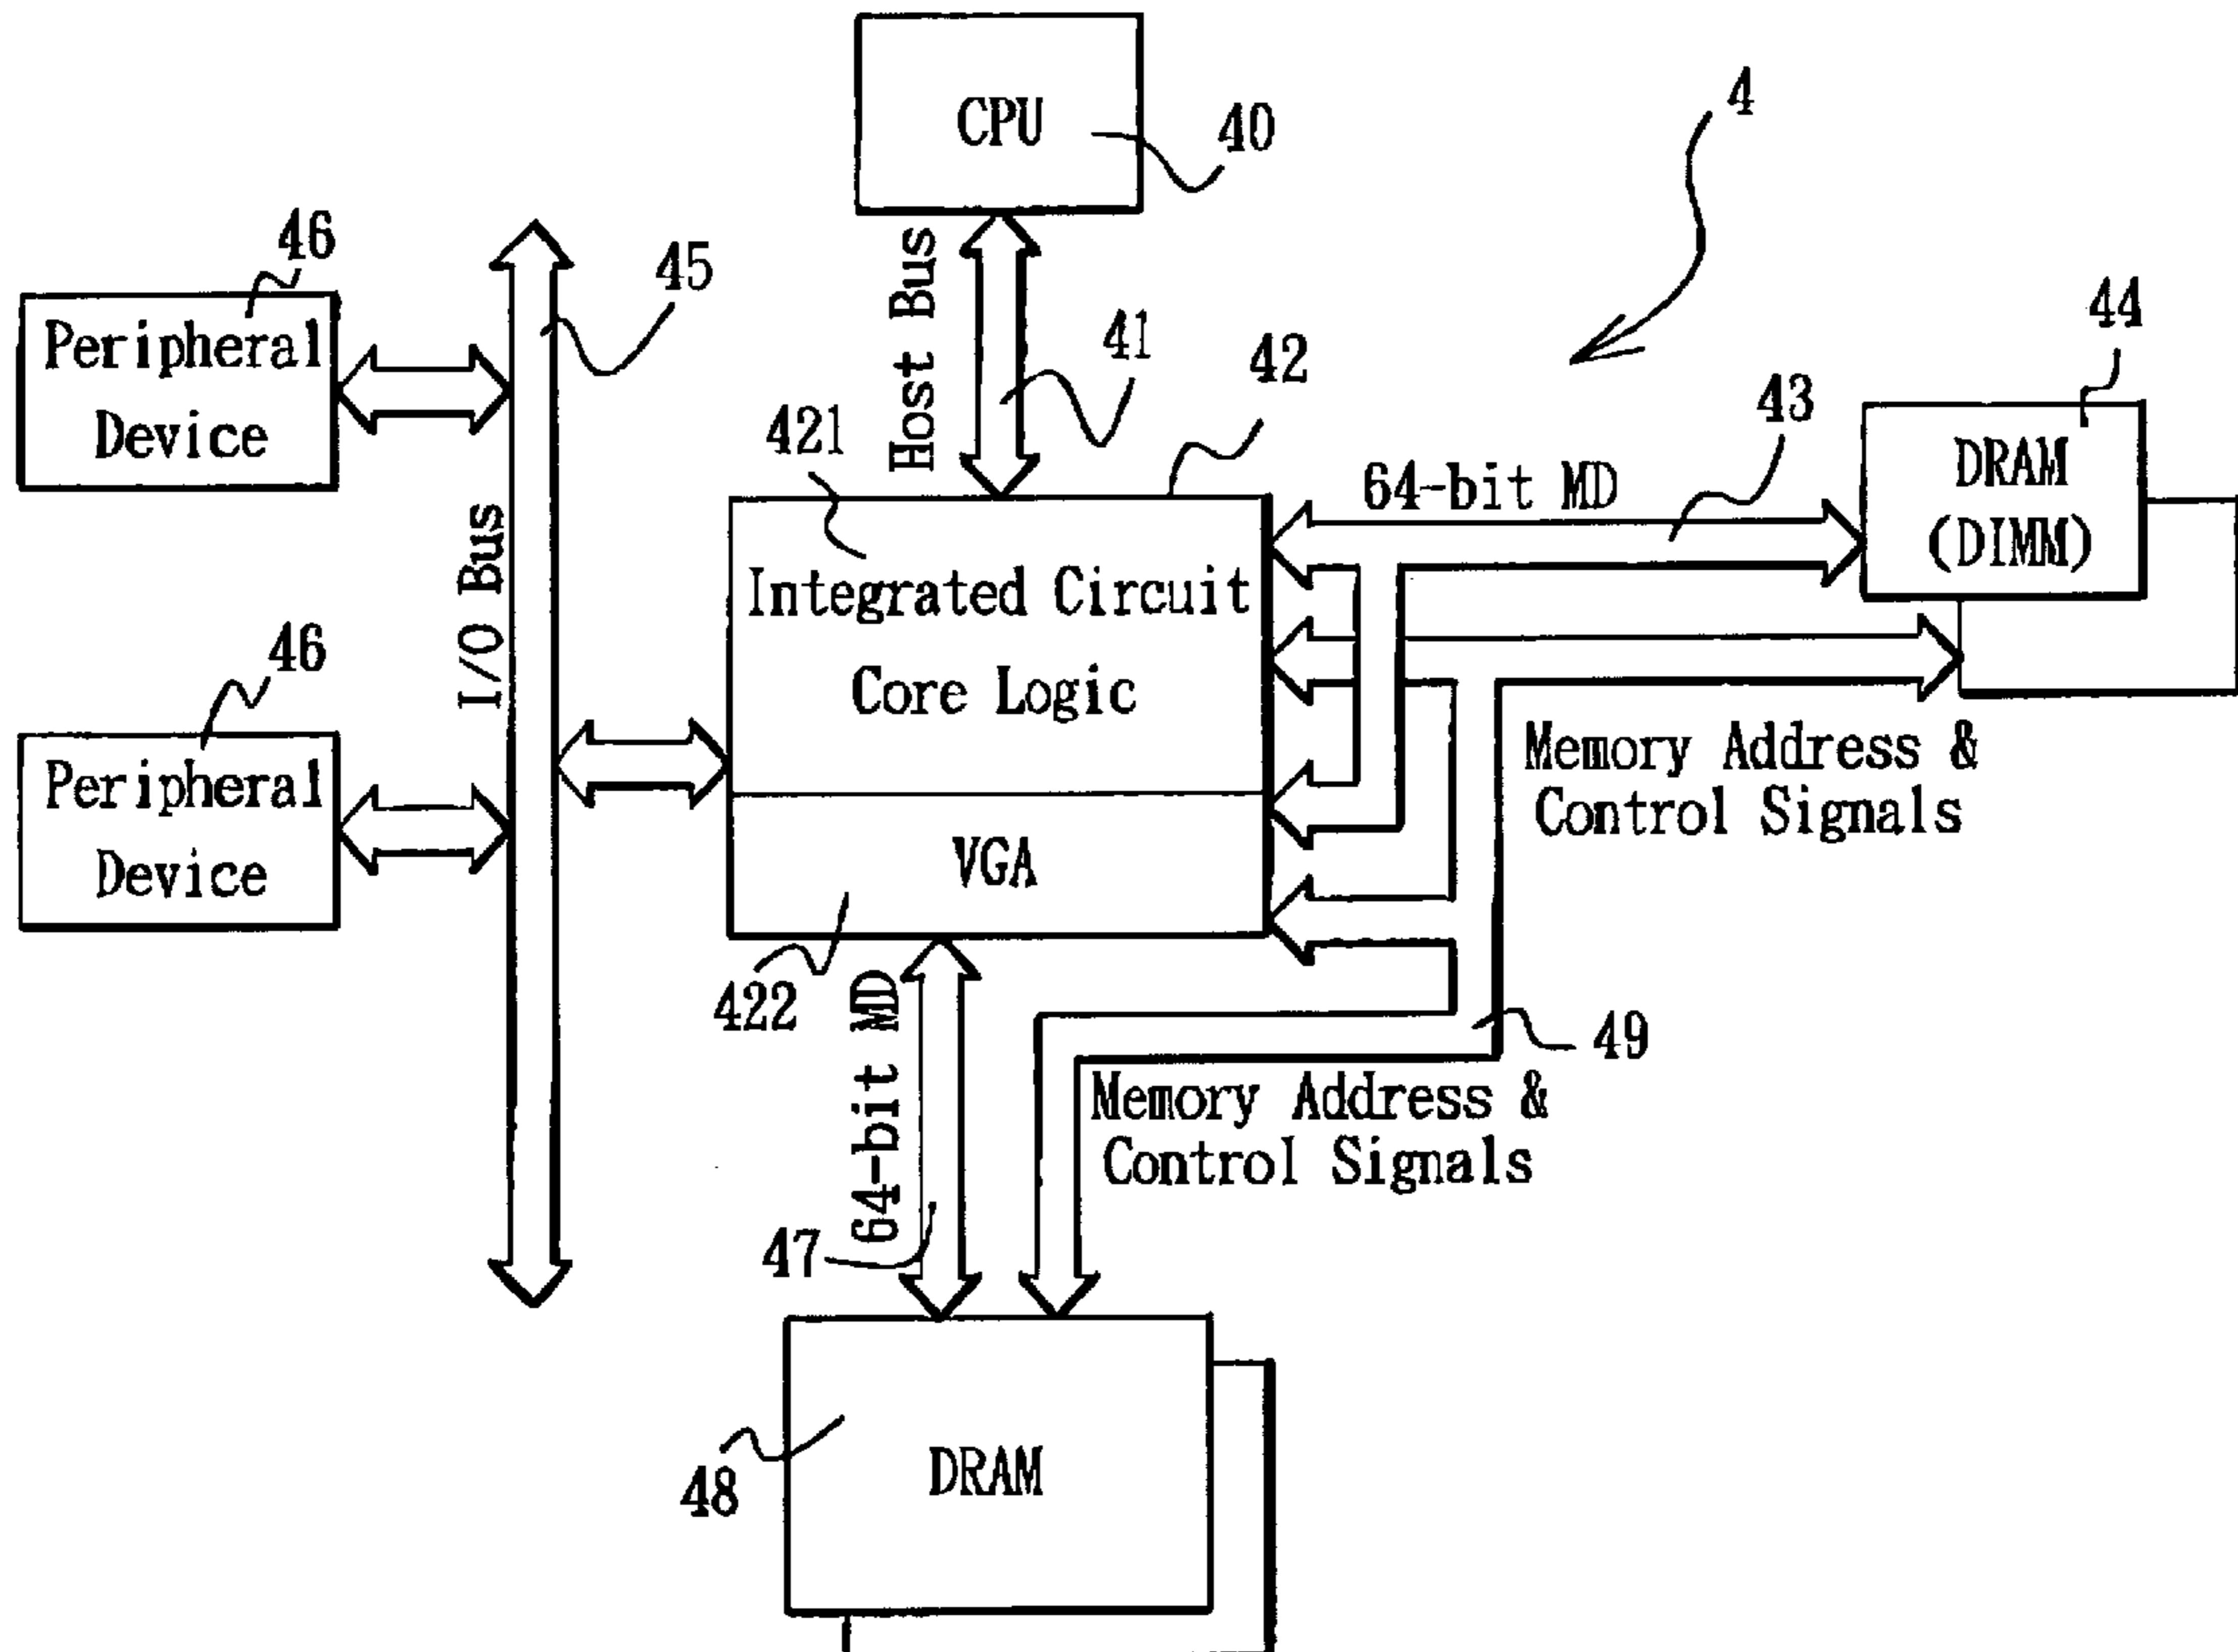 CPU
40
4
46
45
Host Bus
41
42
44
Peripheral
Device
421
43
64-bit MD
DRAM
(DIMM)
I/O Bus
Integrated Circuit
Core Logic
46
Memory Address &
Control Signals
Peripheral
Device
VGA
422
64-bit MD
49
Memory Address &
Control Signals
47
48
DRAM